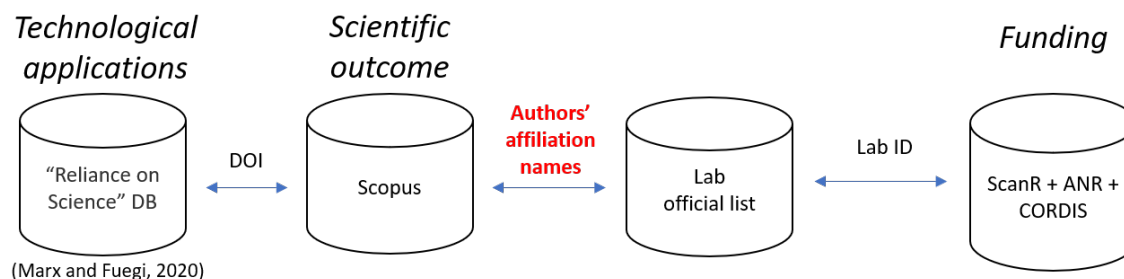 Technological
applications
Scientific
outcome
Funding
“Reliance on
Science” DB
DOI
Scopus
Authors’
affiliation
names
Lab
official list
Lab ID
ScanR + ANR +
CORDIS
(Marx and Fuegi, 2020)